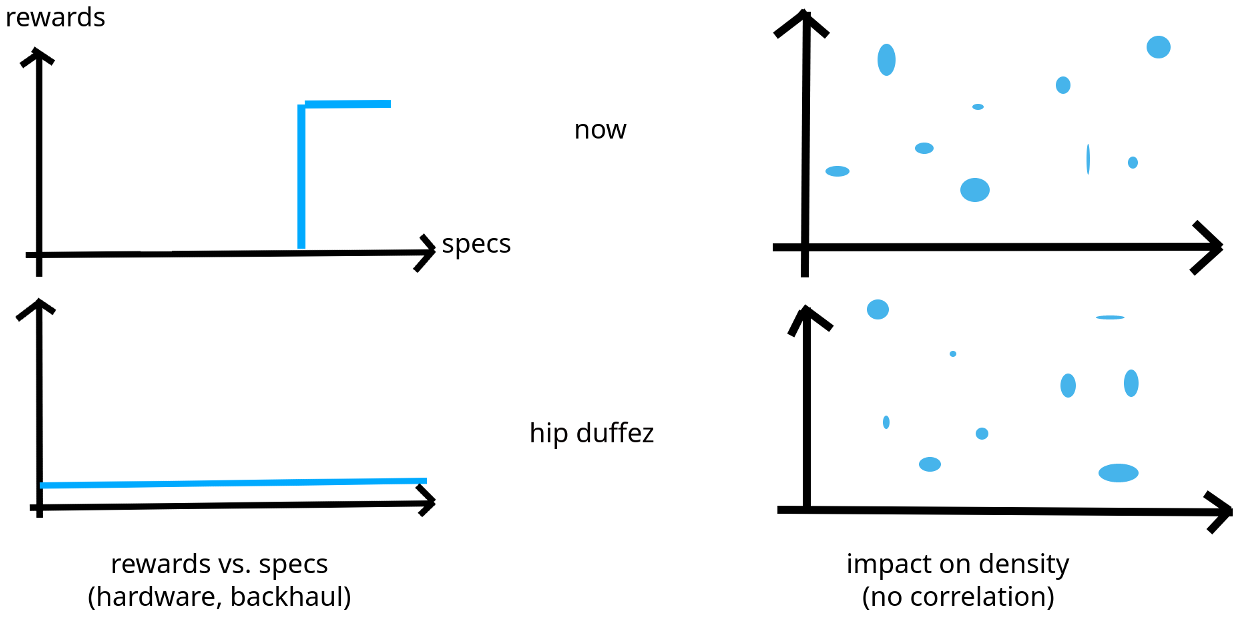 rewards
specs
now
hip duffez
rewards vs. specs
(hardware, backhaul)
impact on density
(no correlation)